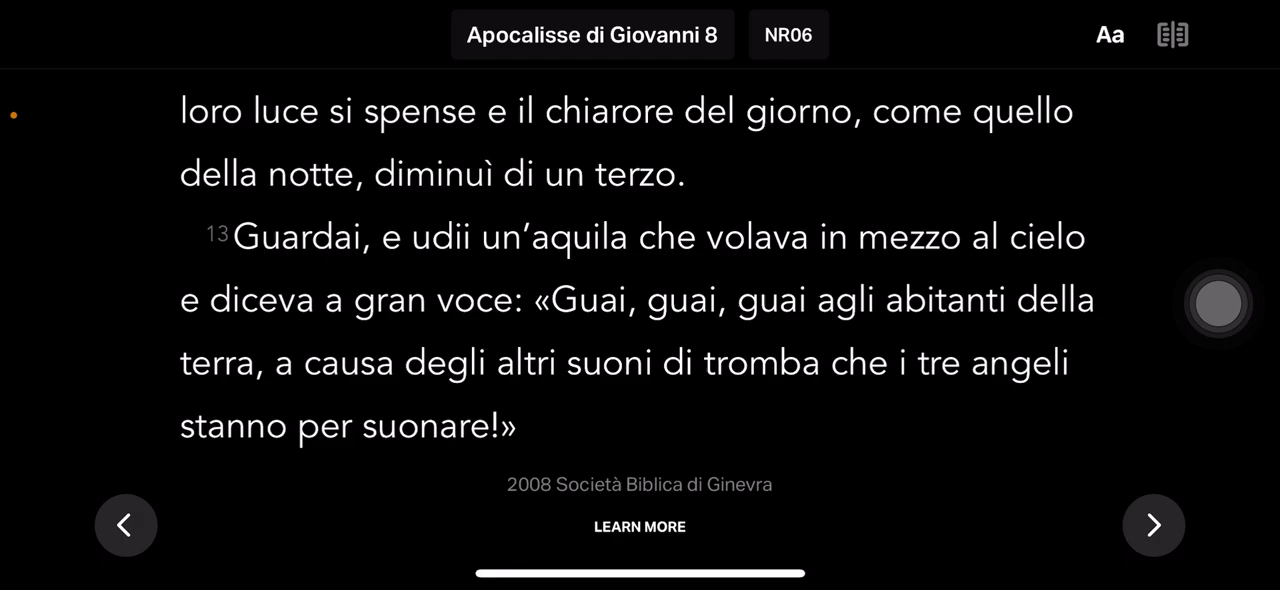 Apocalisse di Giovanni 8 NR06 Aa
loro luce si spense e il chiarore del giorno, come quello
della notte, diminuì di un terzo.
13 Guardai, e udii un’aquila che volava in mezzo al cielo
e diceva a gran voce: «Guai, guai, guai agli abitanti della
terra, a causa degli altri suoni di tromba che i tre angeli
stanno per suonare!»
2008 Società Biblica di Ginevra
LEARN MORE